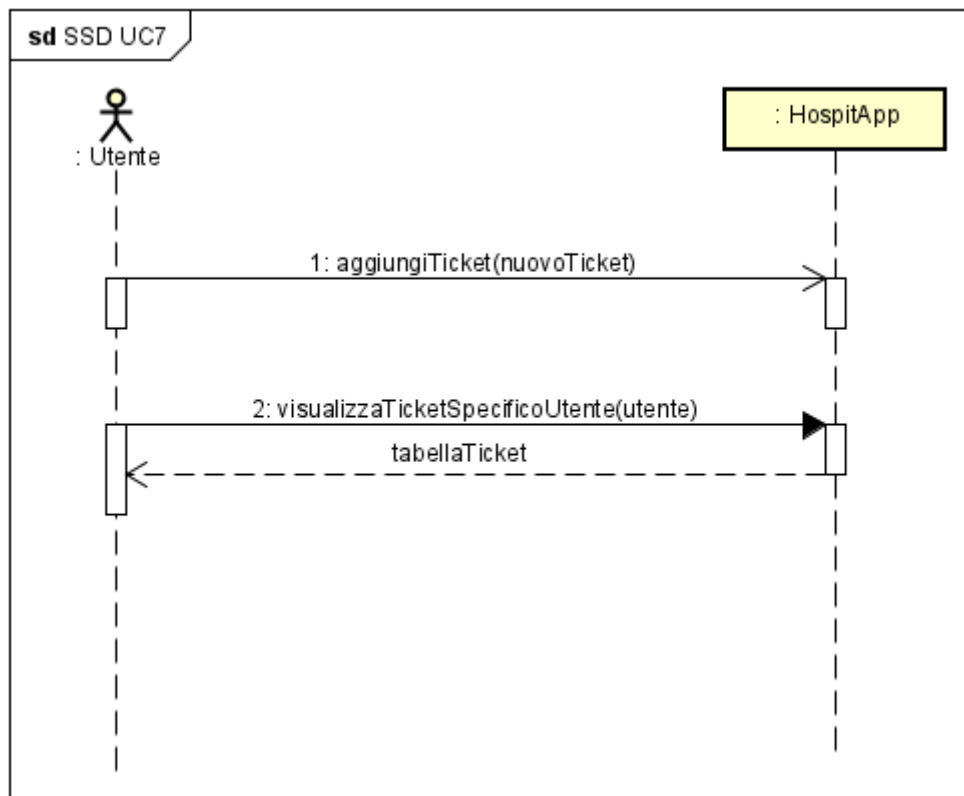 sd SSD UC7
: Utente
: HospitApp
1: aggiungiTicket(nuovoTicket)
2: visualizzaTicketSpecificoUtente(utente)
tabellaTicket